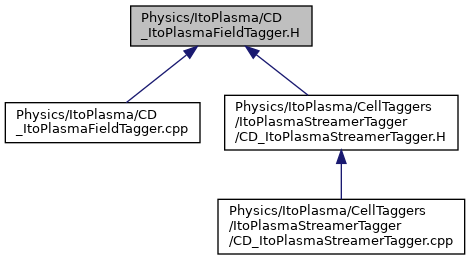 Physics/ItoPlasma/CD
_ItoPlasmaFieldTagger.H
Physics/ItoPlasma/CD
_ItoPlasmaFieldTagger.cpp
Physics/ItoPlasma/CellTaggers
/ItoPlasmaStreamerTagger
/CD_ItoPlasmaStreamerTagger.H
Physics/ItoPlasma/CellTaggers
/ItoPlasmaStreamerTagger
/CD_ItoPlasmaStreamerTagger.cpp